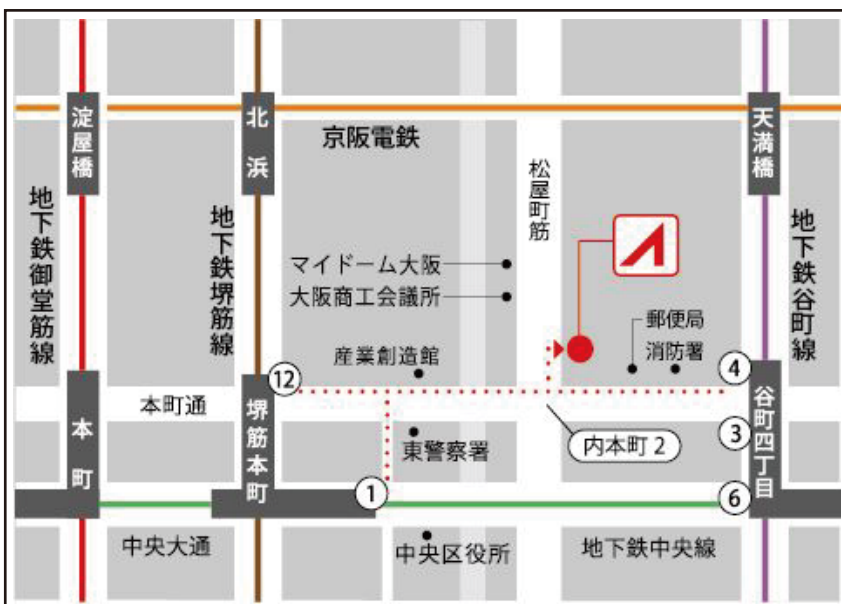 淀屋橋
北浜
天満橋
京阪電鉄
松屋町筋
地下鉄御堂筋線
地下鉄堺筋線
地下鉄谷町線
マイドーム大阪
大阪商工会議所
郵便局
消防署
産業創造館
12
4
本町通
本町
堺筋本町
谷町四丁目
3
東警察署
内本町2
1
6
中央大通
中央区役所
地下鉄中央線